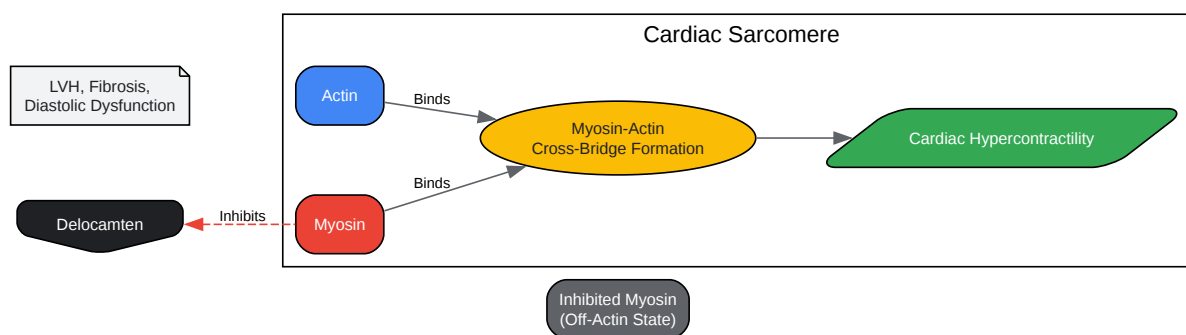 Cardiac Sarcomere
LVH, Fibrosis,
Diastolic Dysfunction
Actin
Binds
Myosin-Actin
Cross-Bridge Formation
Cardiac Hypercontractility
Binds
Delocamten
Inhibits
Myosin
Inhibited Myosin
(Off-Actin State)